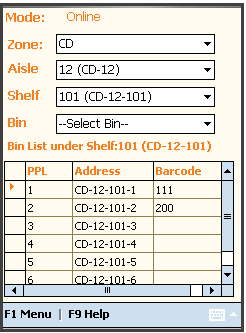 Mode: Online
Zone: CD
Aisle 12 (CD-12)
Shelf 101 (CD-12-101)
Bin --Select Bin--
Bin List under Shelf:101 (CD-12-101)
PPL Address Barcode
1 CD-12-101-1 111
2 CD-12-101-2 200
3 CD-12-101-3
4 CD-12-101-4
5 CD-12-101-5
6 CD-12-101-6
F1 Menu | F9 Help